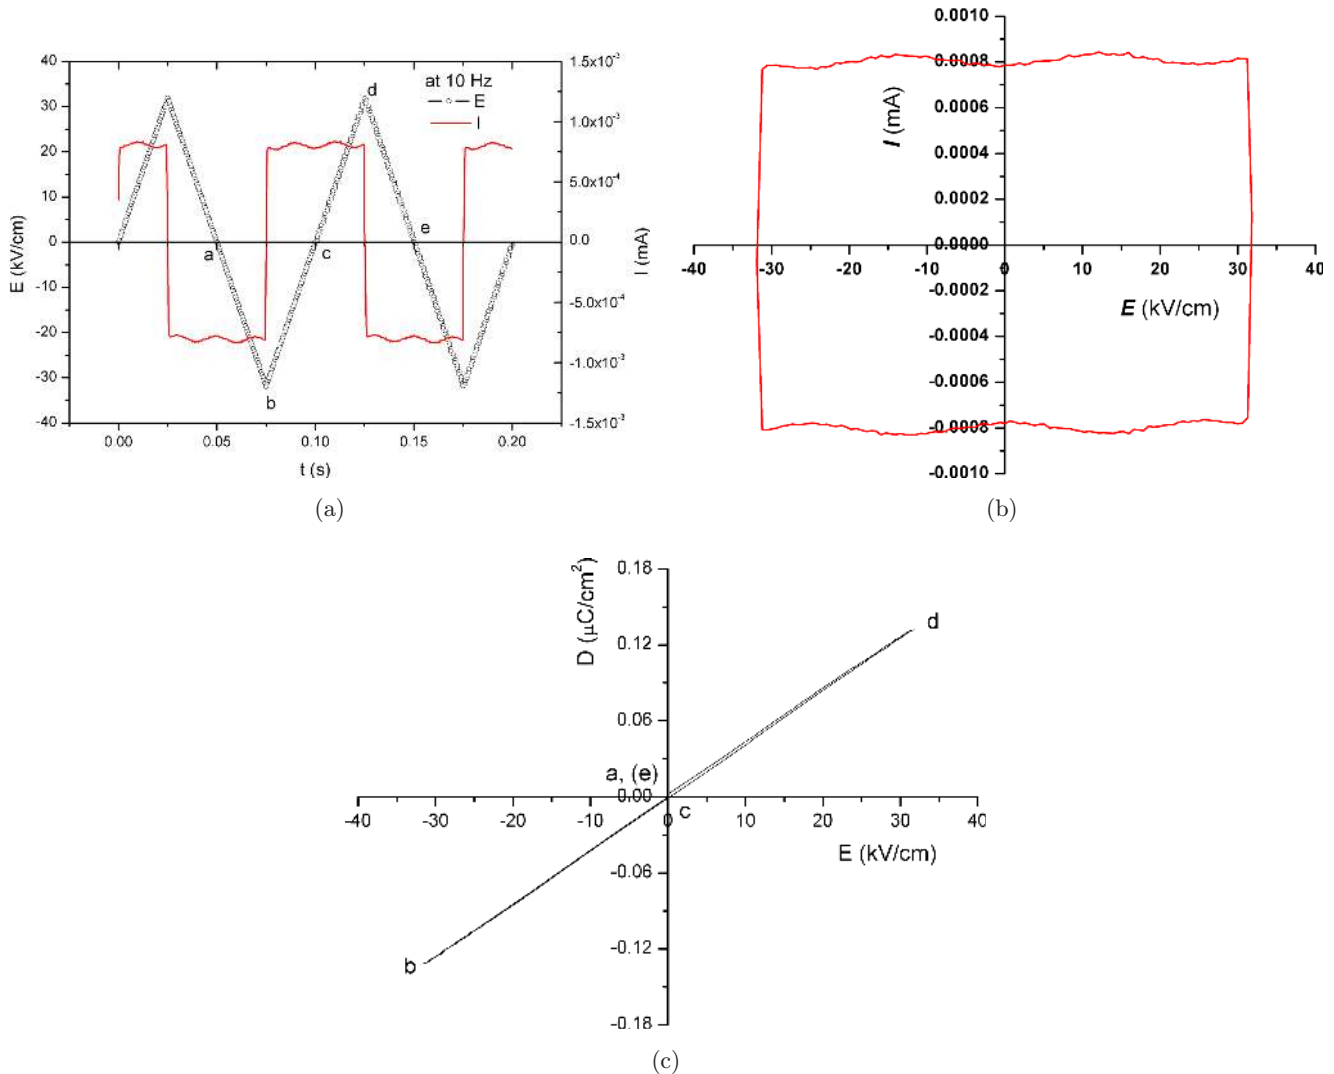 at 10 Hz
E
I
E (kV/cm)
40
30
20
10
0
-10
-20
-30
-40
1.5x10⁻³
1.0x10⁻³
5.0x10⁻⁴
0.0
-5.0x10⁻⁴
-1.0x10⁻³
-1.5x10⁻³
I (mA)
a
b
c
d
e
0.00 0.05 0.10 0.15 0.20
t (s)
(a)
0.0010
0.0008
0.0006
0.0004
0.0002
0.0000
-0.0002
-0.0004
-0.0006
-0.0008
-0.0010
I (mA)
-40 -30 -20 -10 0 10 20 30 40
E (kV/cm)
(b)
D (μC/cm²)
0.18
0.12
0.06
0.00
-0.06
-0.12
-0.18
d
a, (e)
c
b
-40 -30 -20 -10 0 10 20 30 40
E (kV/cm)
(c)